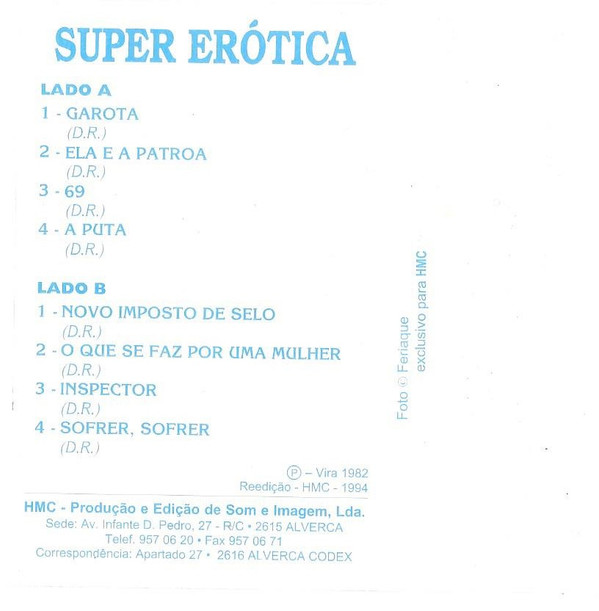 SUPER ERÓTICA
LADO A
1 - GAROTA
(D.R.)
2 - ELA E A PATROA
(D.R.)
3 - 69
(D.R.)
4 - A PUTA
(D.R.)
LADO B
1 - NOVO IMPOSTO DE SELO
(D.R.)
2 - O QUE SE FAZ POR UMA MULHER
(D.R.)
3 - INSPECTOR
(D.R.)
4 - SOFRER, SOFRER
(D.R.)
Ⓟ – Vira 1982
Reedição - HMC - 1994
HMC - Produção e Edição de Som e Imagem, Lda.
Sede: Av. Infante D. Pedro, 27 - R/C • 2615 ALVERCA
Telef. 957 06 20 • Fax 957 06 71
Correspondência: Apartado 27 • 2616 ALVERCA CODEX
Foto © Feriaque
exclusivo para HMC